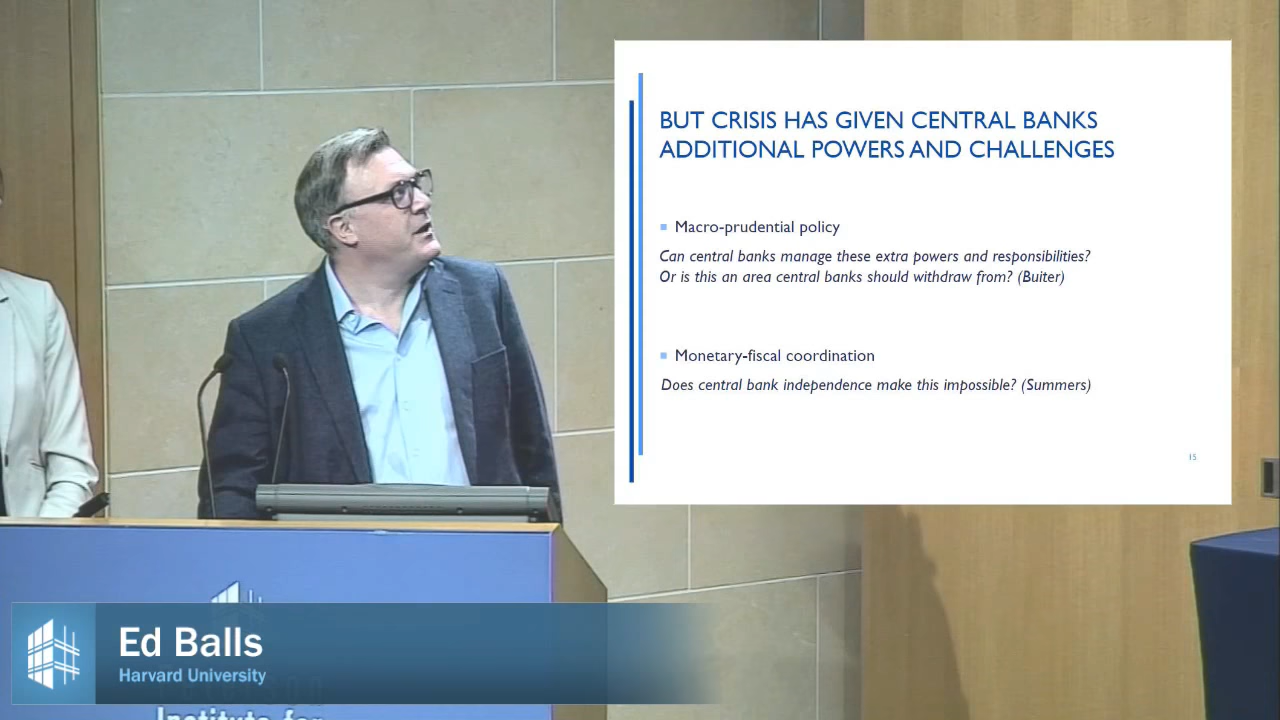 BUT CRISIS HAS GIVEN CENTRAL BANKS
ADDITIONAL POWERS AND CHALLENGES
Macro-prudential policy
Can central banks manage these extra powers and responsibilities?
Or is this an area central banks should withdraw from? (Buiter)
Monetary-fiscal coordination
Does central bank independence make this impossible? (Summers)
15
Ed Balls
Harvard University
Institute for